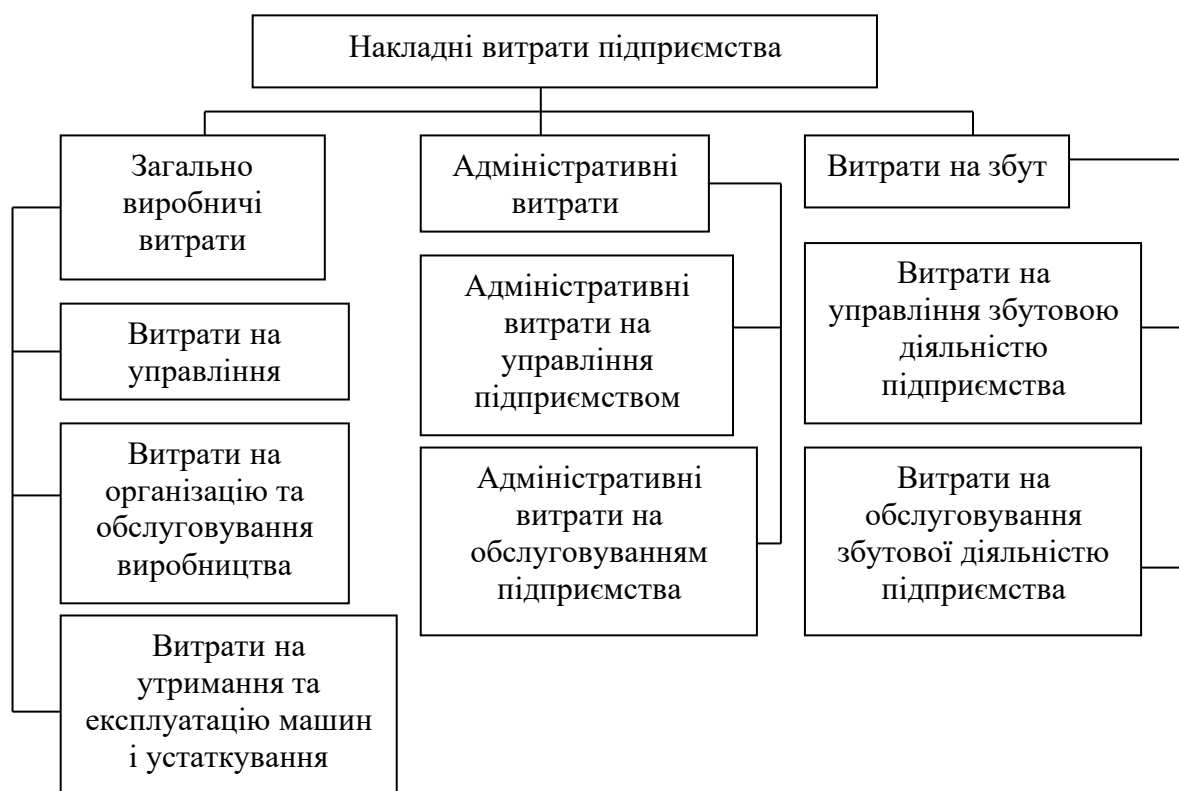 Накладні витрати підприємства
Загально
виробничі
витрати
Адміністративні
витрати
Витрати на збут
Витрати на
управління
Адміністративні
витрати на
управління
підприємством
Витрати на
управління збутовою
діяльністю
підприємства
Витрати на
організацію та
обслуговування
виробництва
Адміністративні
витрати на
обслуговуванням
підприємства
Витрати на
обслуговування
збутової діяльністю
підприємства
Витрати на
утримання та
експлуатацію машин
і устаткування